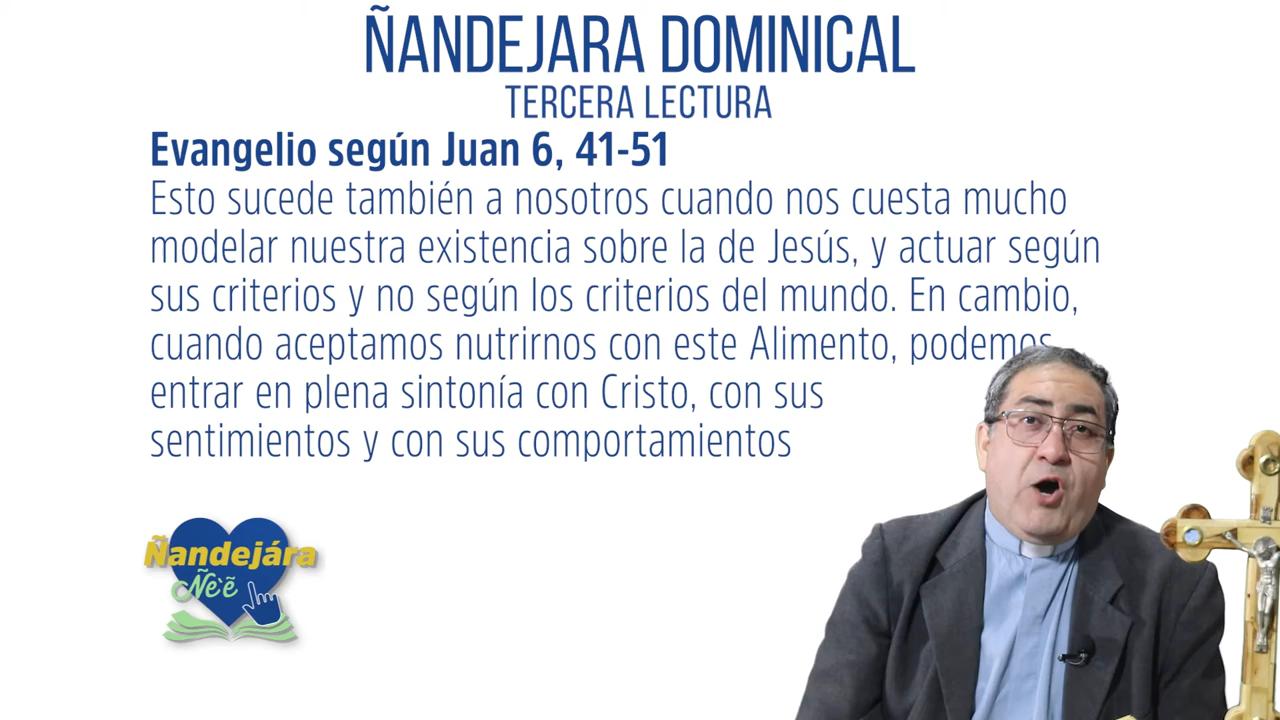 ÑANDEJARA DOMINICAL
TERCERA LECTURA
Evangelio según Juan 6, 41-51
Esto sucede también a nosotros cuando nos cuesta mucho
modelar nuestra existencia sobre la de Jesús, y actuar según
sus criterios y no según los criterios del mundo. En cambio,
cuando aceptamos nutrirnos con este Alimento, podemos
entrar en plena sintonía con Cristo, con sus
sentimientos y con sus comportamientos
Ñandejára
Ñe'ẽ